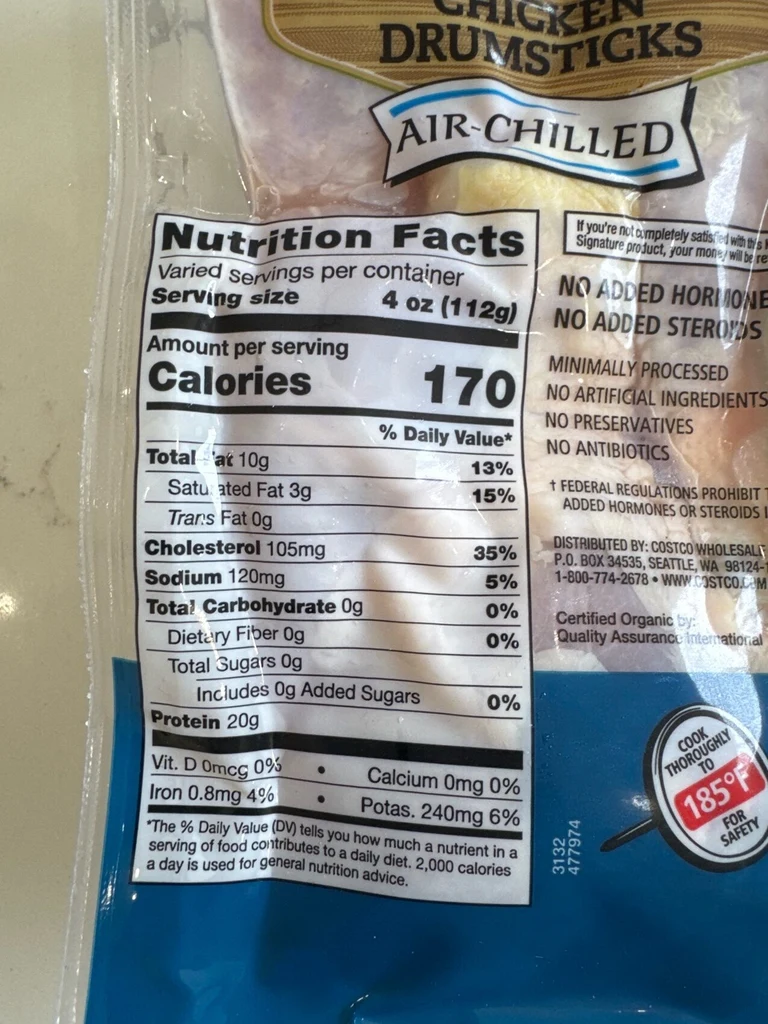 CHICKEN
DRUMSTICKS
AIR-CHILLED
Nutrition Facts
Varied Servings per container
Serving size 4 oz (112g)
Amount per serving
Calories 170
% Daily Value*
Total Fat 10g 13%
Saturated Fat 3g 15%
Trans Fat 0g
Cholesterol 105mg 35%
Sodium 120mg 5%
Total Carbohydrate 0g 0%
Dietary Fiber 0g 0%
Total Sugars 0g
Includes 0g Added Sugars 0%
Protein 20g
Vit. D 0mcg 0% • Calcium 0mg 0%
Iron 0.8mg 4% • Potas. 240mg 6%
*The % Daily Value (DV) tells you how much a nutrient in a
serving of food contributes to a daily diet. 2,000 calories
a day is used for general nutrition advice.
If you're not completely satisfied with this
Signature product, your money will be
NO ADDED HORMONE
NO ADDED STEROIDS
MINIMALLY PROCESSED
NO ARTIFICIAL INGREDIENTS
NO PRESERVATIVES
NO ANTIBIOTICS
† FEDERAL REGULATIONS PROHIBIT
ADDED HORMONES OR STEROIDS
DISTRIBUTED BY: COSTCO WHOLESALE
P.O. BOX 34535, SEATTLE, WA 98124-
1-800-774-2678 • WWW.COSTCO.COM
Certified Organic by:
Quality Assurance International
COOK
THOROUGHLY
TO
185°F
FOR
SAFETY
3132
477974